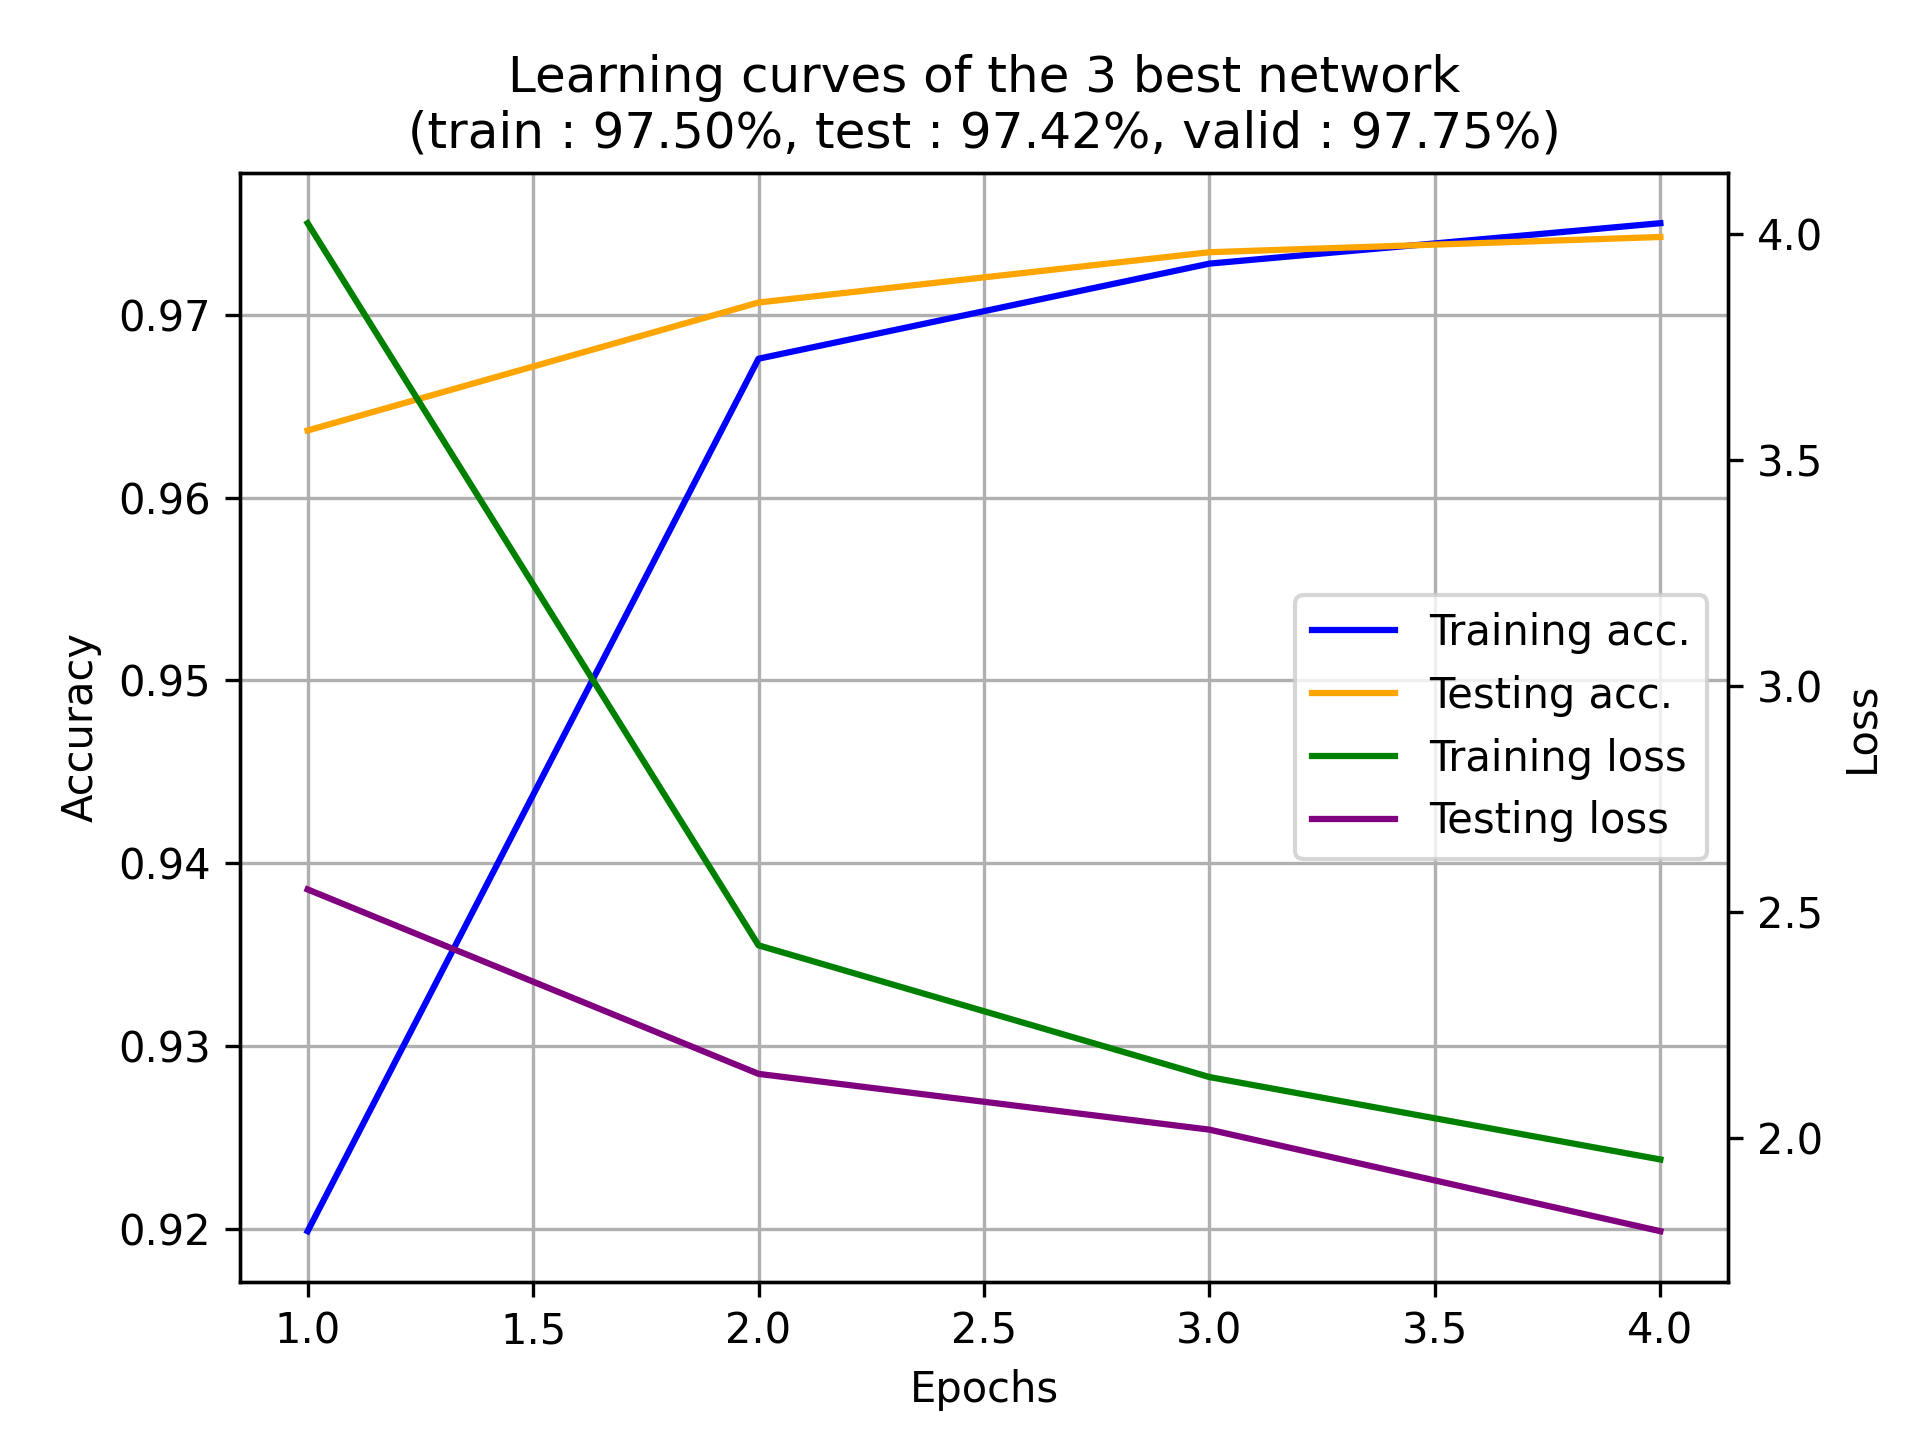 Learning curves of the 3 best network
(train : 97.50%, test : 97.42%, valid : 97.75%)
Accuracy
0.97
0.96
0.95
0.94
0.93
0.92
4.0
3.5
3.0
2.5
2.0
Loss
Training acc.
Testing acc.
Training loss
Testing loss
1.0 1.5 2.0 2.5 3.0 3.5 4.0
Epochs